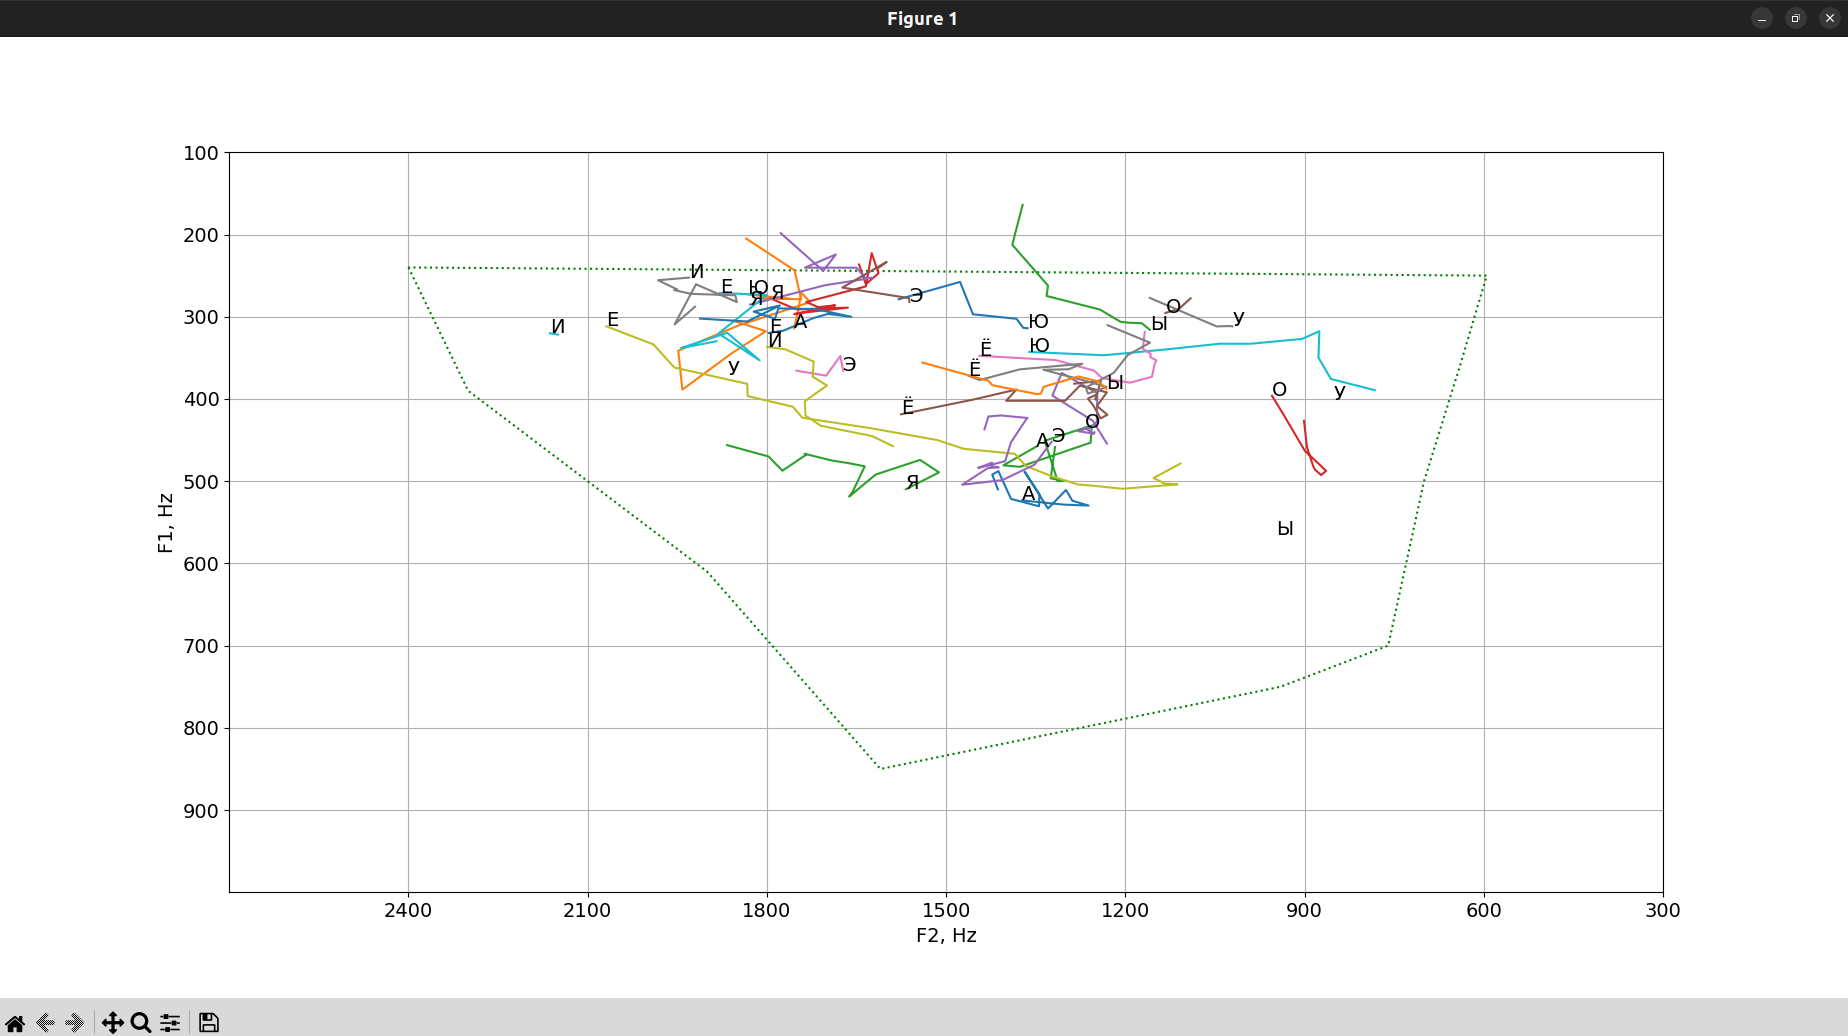 Figure 1
100
200
300
400
500
600
700
800
900
F1, Hz
И
Е
Ю
Я
Я
Э
О
И
Е
А
Е
И
У
Э
Ю
Ю
Ё
Ё
Ё
Ы
У
Ы
О
У
О
А
Э
Я
А
Ы
2400
2100
1800
1500
1200
900
600
300
F2, Hz